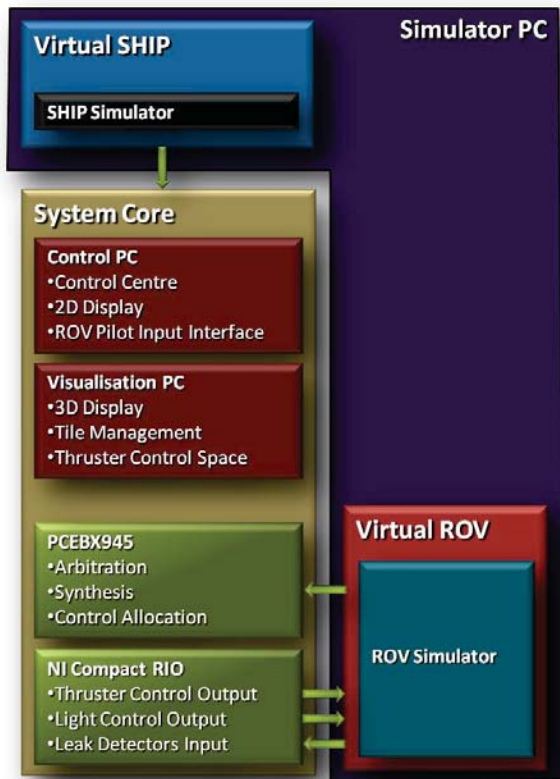 Simulator PC
Virtual SHIP
SHIP Simulator
System Core
Control PC
•Control Centre
•2D Display
•ROV Pilot Input Interface
Visualisation PC
•3D Display
•Tile Management
•Thruster Control Space
PCEBX945
•Arbitration
•Synthesis
•Control Allocation
NI Compact RIO
•Thruster Control Output
•Light Control Output
•Leak Detectors Input
Virtual ROV
ROV Simulator